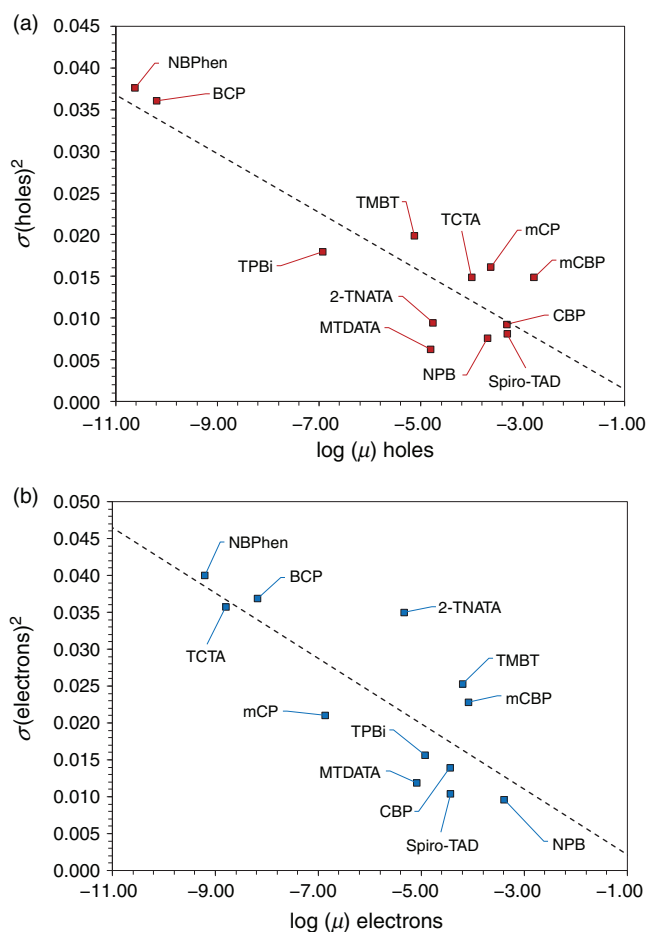 (a)
0.045
0.040
0.035
0.030
0.025
0.020
0.015
0.010
0.005
0.000
σ(holes)²
NBPhen
BCP
TMBT
TCTA
mCP
mCBP
TPBi
2-TNATA
CBP
MTDATA
NPB
Spiro-TAD
−11.00 −9.00 −7.00 −5.00 −3.00 −1.00
log (μ) holes
(b)
0.050
0.045
0.040
0.035
0.030
0.025
0.020
0.015
0.010
0.005
0.000
σ(electrons)²
NBPhen
BCP
2-TNATA
TCTA
TMBT
mCBP
mCP
TPBi
MTDATA
CBP
Spiro-TAD
NPB
−11.00 −9.00 −7.00 −5.00 −3.00 −1.00
log (μ) electrons